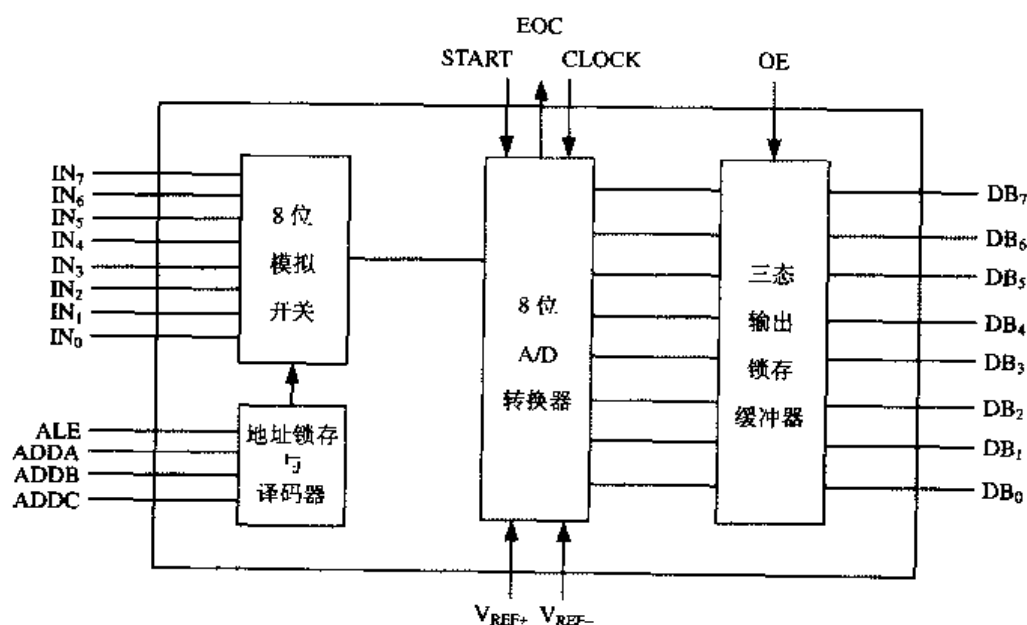 EOC
START
CLOCK
OE
IN₇
IN₆
IN₅
IN₄
IN₃
IN₂
IN₁
IN₀
8 位
模拟
开关
ALE
ADDA
ADDB
ADDC
地址锁存
与
译码器
8 位
A/D
转换器
三态
输出
锁存
缓冲器
DB₇
DB₆
DB₅
DB₄
DB₃
DB₂
DB₁
DB₀
V_REF+
V_REF−